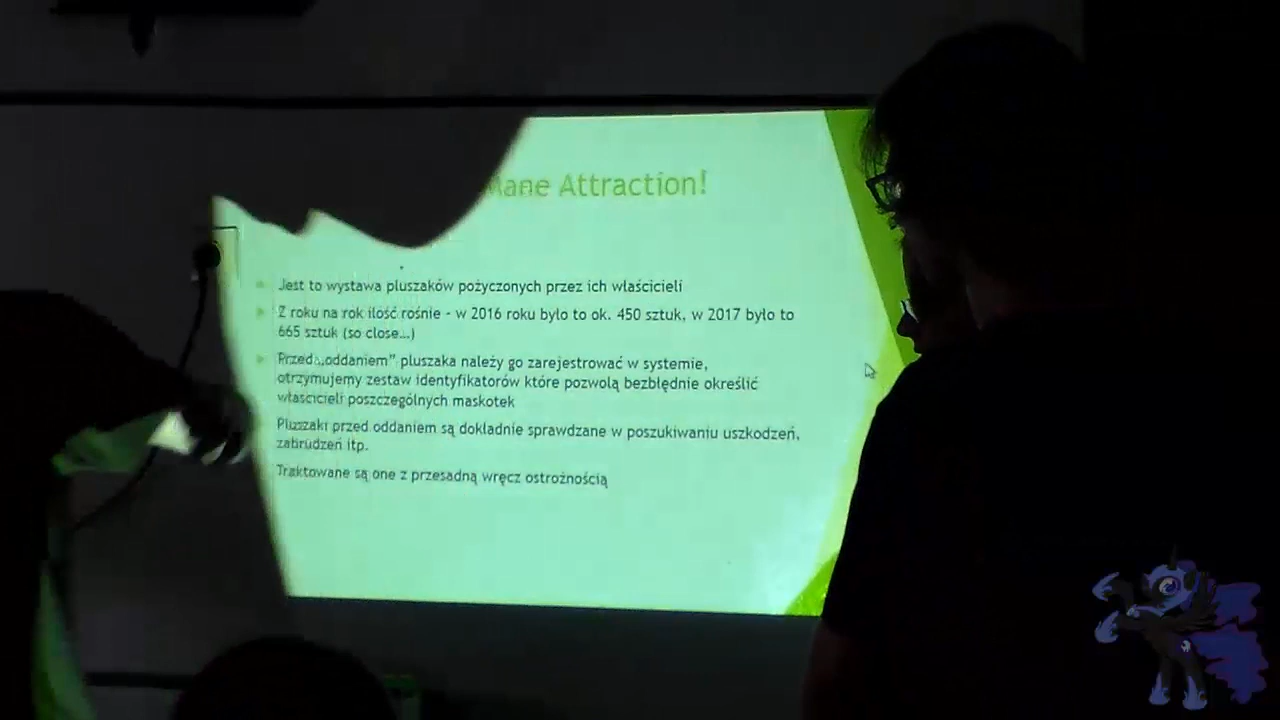 Mane Attraction!
Jest to wystawa pluszaków pożyczonych przez ich właścicieli
Z roku na rok ilość rośnie - w 2016 roku było to ok. 450 sztuk, w 2017 było to
665 sztuk (so close...)
Przed „oddaniem” pluszaka należy go zarejestrować w systemie,
otrzymujemy zestaw identyfikatorów które pozwolą bezbłędnie określić
właścicieli poszczególnych maskotek
Pluszaki przed oddaniem są dokładnie sprawdzane w poszukiwaniu uszkodzeń,
zabrudzeń itp.
Traktowane są one z przesadną wręcz ostrożnością